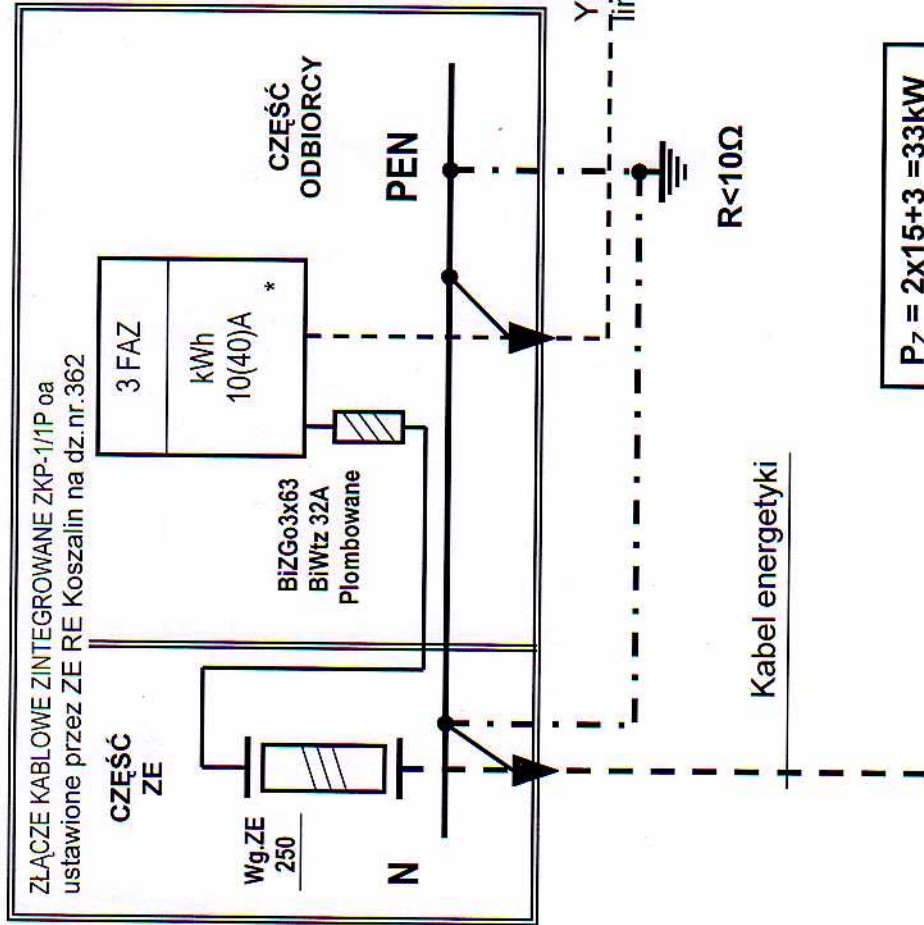 ZŁĄCZE KABLOWE ZINTEGROWANE ZKP-1/1P oa
ustawione przez ZE RE Koszalin na dz.nr.362
CZĘŚĆ
ZE
Wg.ZE
250
N
BiZGo3x63
BiWtz 32A
Plombowane
3 FAZ
kWh
10(40)A
*
CZĘŚĆ
ODBIORCY
PEN
R<10Ω
Kabel energetyki
Y
PZ = 2x15+3 =33kW